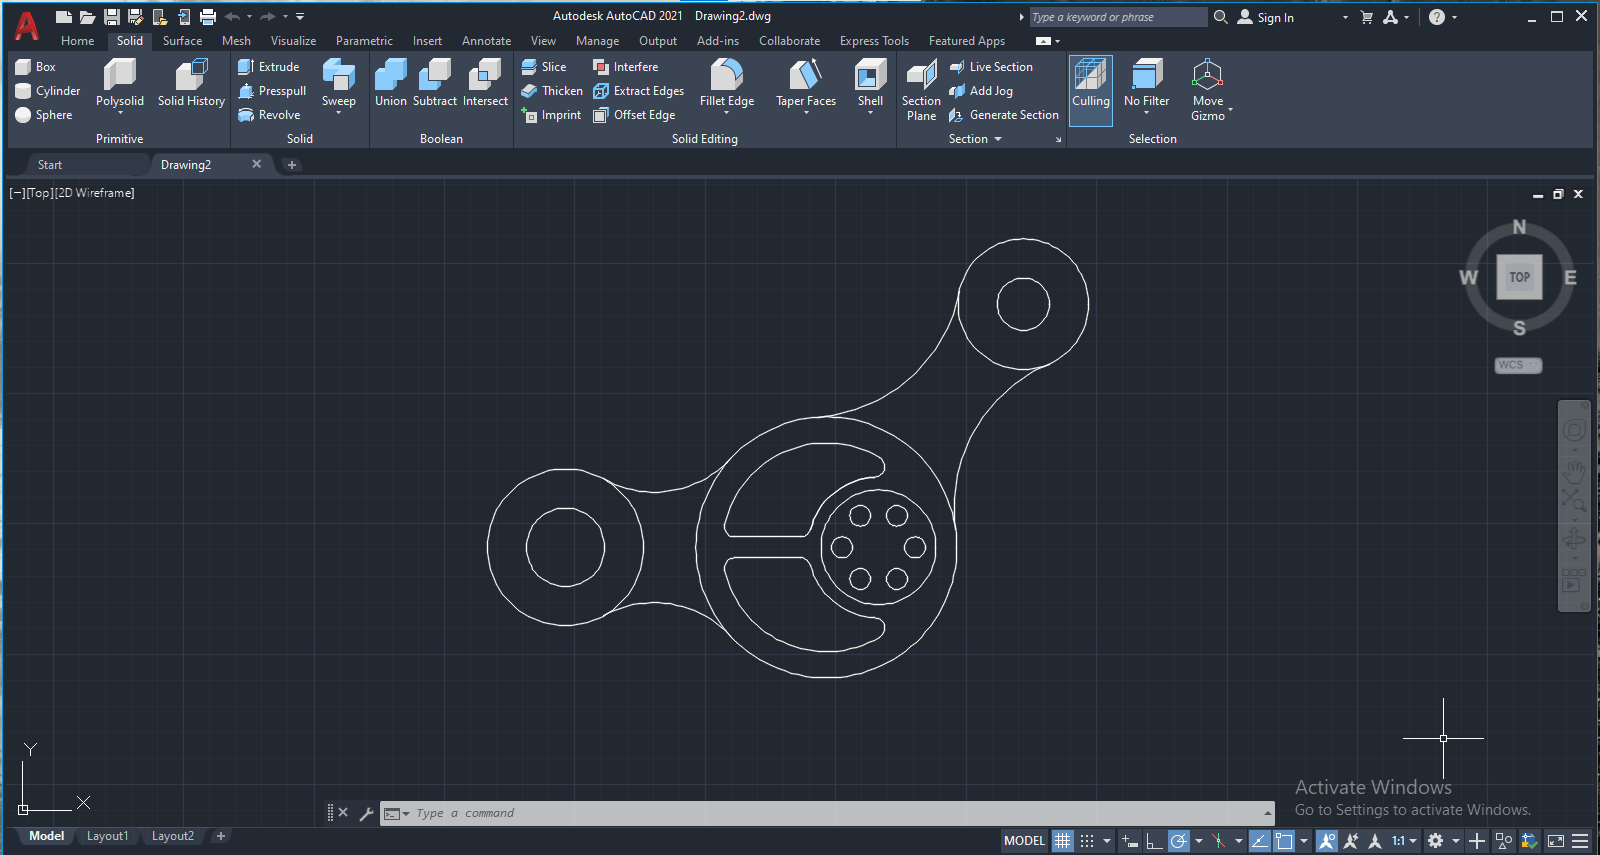 Autodesk AutoCAD 2021 Drawing2.dwg
Type a keyword or phrase
Sign In
Home Solid Surface Mesh Visualize Parametric Insert Annotate View Manage Output Add-ins Collaborate Express Tools Featured Apps
Box
Cylinder
Sphere
Polysolid
Solid History
Primitive
Extrude
Presspull
Revolve
Sweep
Solid
Union
Subtract
Intersect
Boolean
Slice
Thicken
Imprint
Interfere
Extract Edges
Offset Edge
Fillet Edge
Taper Faces
Shell
Solid Editing
Section
Plane
Live Section
Add Jog
Generate Section
Section
Culling
No Filter
Move
Gizmo
Selection
Start
Drawing2
[−][Top][2D Wireframe]
N
W
TOP
E
S
WCS
Y
X
Type a command
Activate Windows
Go to Settings to activate Windows.
Model Layout1 Layout2
MODEL
1:1